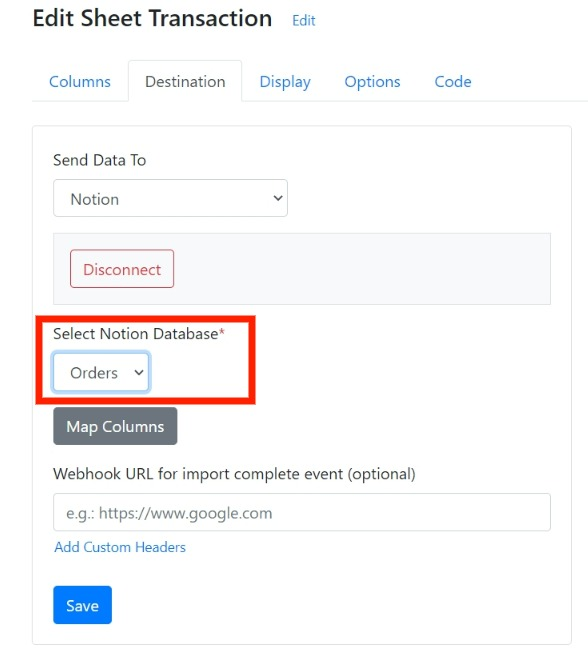 Edit Sheet Transaction Edit
Columns Destination Display Options Code
Send Data To
Notion
Disconnect
Select Notion Database*
Orders
Map Columns
Webhook URL for import complete event (optional)
e.g.: https://www.google.com
Add Custom Headers
Save